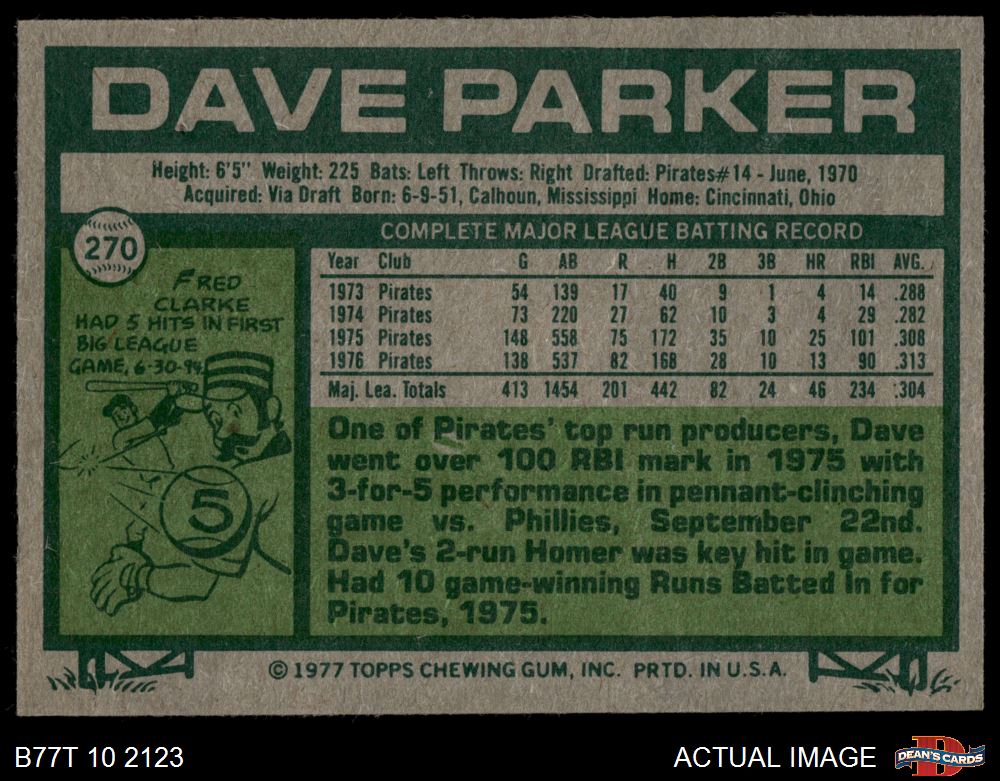 DAVE PARKER
Height: 6'5" Weight: 225 Bats: Left Throws: Right Drafted: Pirates#14 - June, 1970
Acquired: Via Draft Born: 6-9-51, Calhoun, Mississippi Home: Cincinnati, Ohio
270
FRED
CLARKE
HAD 5 HITS IN FIRST
BIG LEAGUE
GAME, 6-30-94
5
COMPLETE MAJOR LEAGUE BATTING RECORD
Year Club G AB R H 2B 3B HR RBI AVG.
1973 Pirates 54 139 17 40 9 1 4 14 .288
1974 Pirates 73 220 27 62 10 3 4 29 .282
1975 Pirates 148 558 75 172 35 10 25 101 .308
1976 Pirates 138 537 82 168 28 10 13 90 .313
Maj. Lea. Totals 413 1454 201 442 82 24 46 234 .304
One of Pirates' top run producers, Dave
went over 100 RBI mark in 1975 with
3-for-5 performance in pennant-clinching
game vs. Phillies, September 22nd.
Dave's 2-run Homer was key hit in game.
Had 10 game-winning Runs Batted In for
Pirates, 1975.
© 1977 TOPPS CHEWING GUM, INC. PRTD. IN U.S.A.
B77T 10 2123
ACTUAL IMAGE
D
DEAN'S CARDS